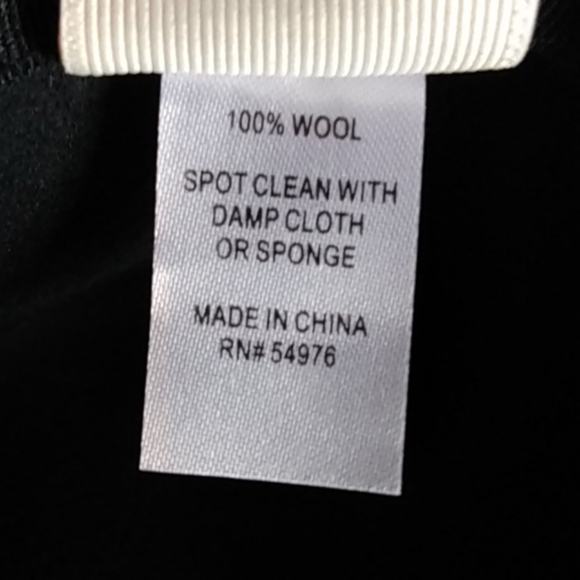 100% WOOL
SPOT CLEAN WITH
DAMP CLOTH
OR SPONGE
MADE IN CHINA
RN# 54976